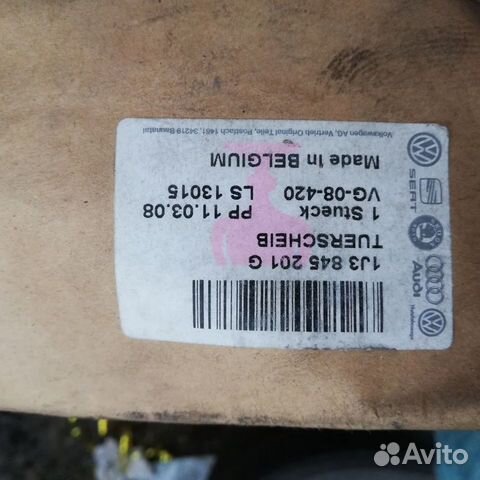 1J3 845 201 G
TUERSCHEIB
1 Stueck PP 11.03.08
VG-08-420 LS 13015
Made in BELGIUM
Volkswagen AG, Vertrieb Original Teile, Postfach 1461, 34219 Baunatal
Nutzfahrzeuge
Audi
SEAT
Avito